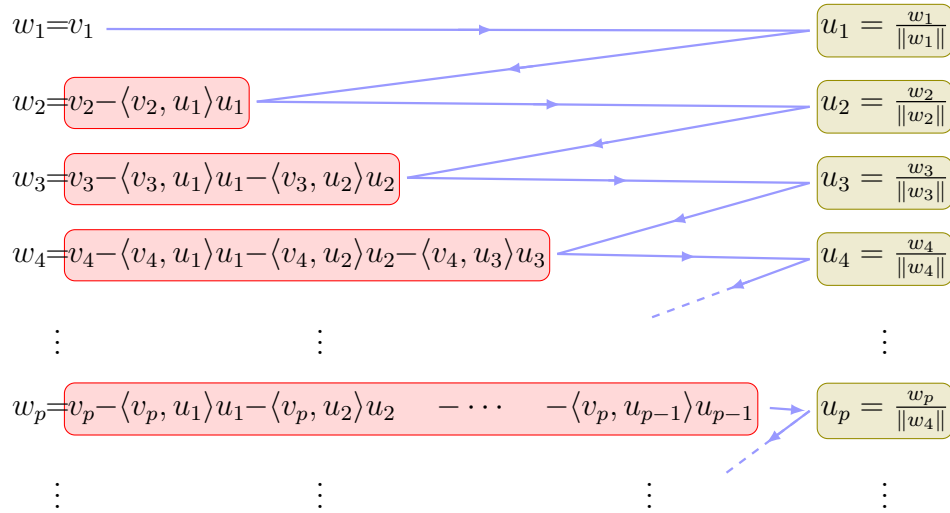 w₁=v₁ u₁ = w₁/‖w₁‖
w₂=v₂−⟨v₂, u₁⟩u₁ u₂ = w₂/‖w₂‖
w₃=v₃−⟨v₃, u₁⟩u₁−⟨v₃, u₂⟩u₂ u₃ = w₃/‖w₃‖
w₄=v₄−⟨v₄, u₁⟩u₁−⟨v₄, u₂⟩u₂−⟨v₄, u₃⟩u₃ u₄ = w₄/‖w₄‖
⋮ ⋮ ⋮
wₚ=vₚ−⟨vₚ, u₁⟩u₁−⟨vₚ, u₂⟩u₂ −⋯ −⟨vₚ, uₚ₋₁⟩uₚ₋₁ uₚ = wₚ/‖w₄‖
⋮ ⋮ ⋮ ⋮